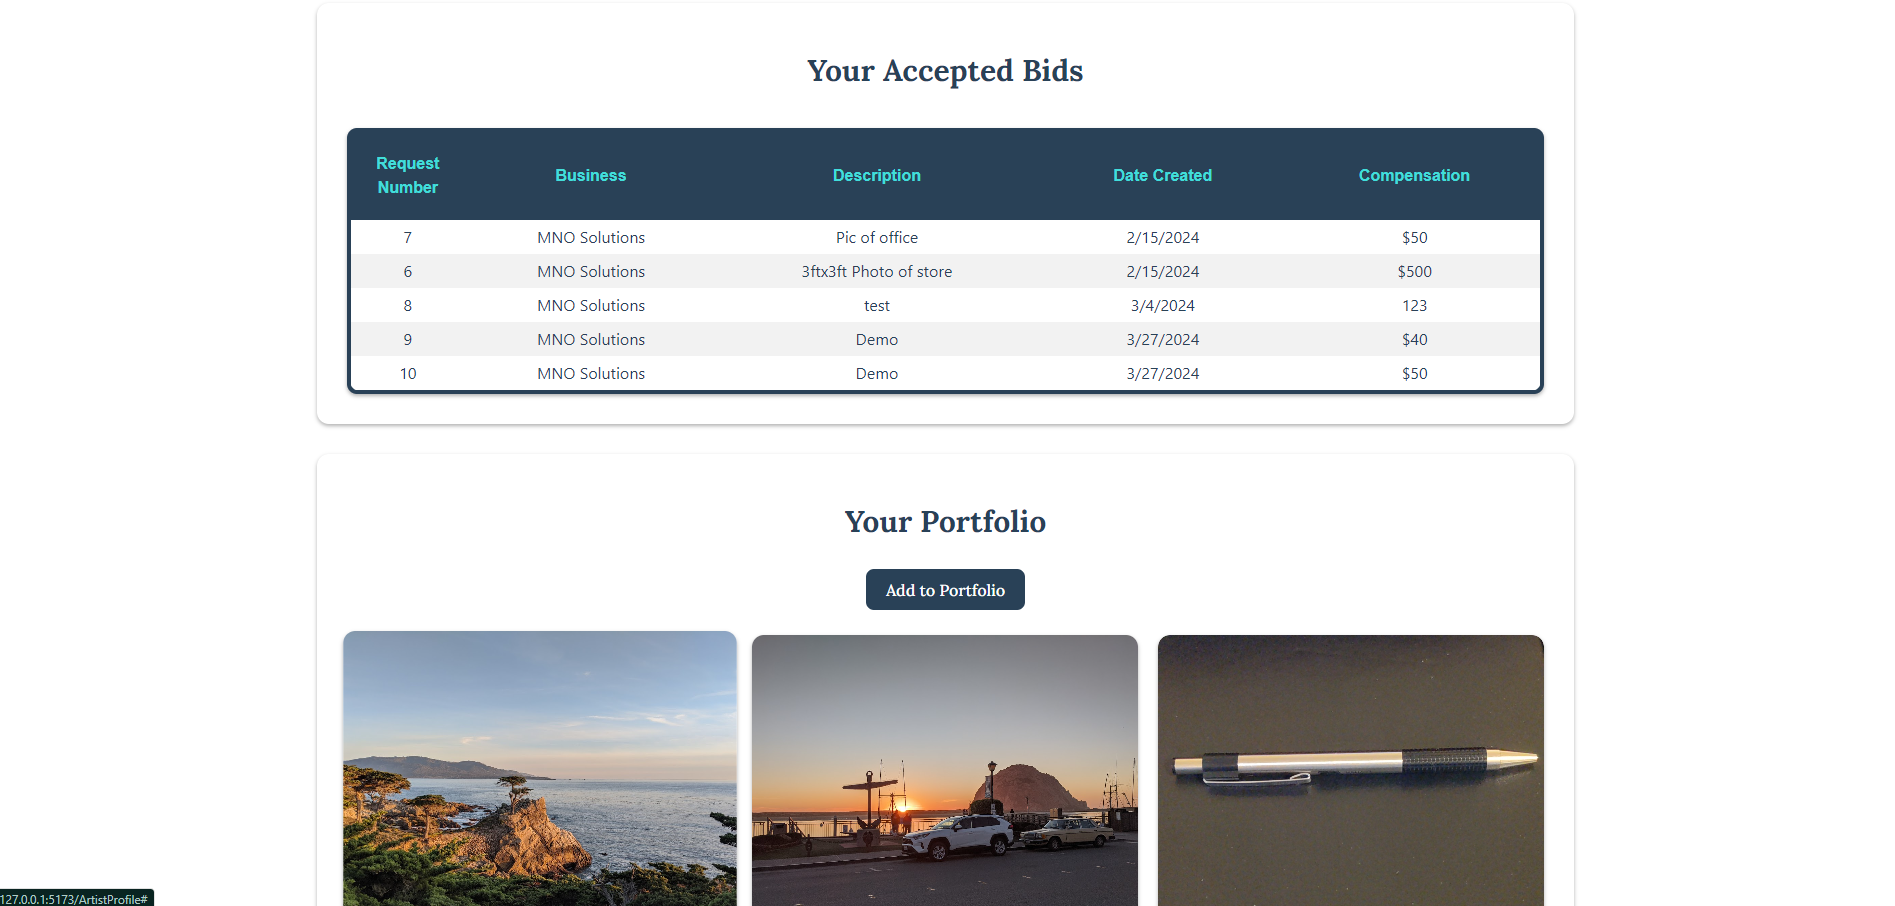 Your Accepted Bids
Request Number Business Description Date Created Compensation
7 MNO Solutions Pic of office 2/15/2024 $50
6 MNO Solutions 3ftx3ft Photo of store 2/15/2024 $500
8 MNO Solutions test 3/4/2024 123
9 MNO Solutions Demo 3/27/2024 $40
10 MNO Solutions Demo 3/27/2024 $50
Your Portfolio
Add to Portfolio
127.0.0.1:5173/ArtistProfile#